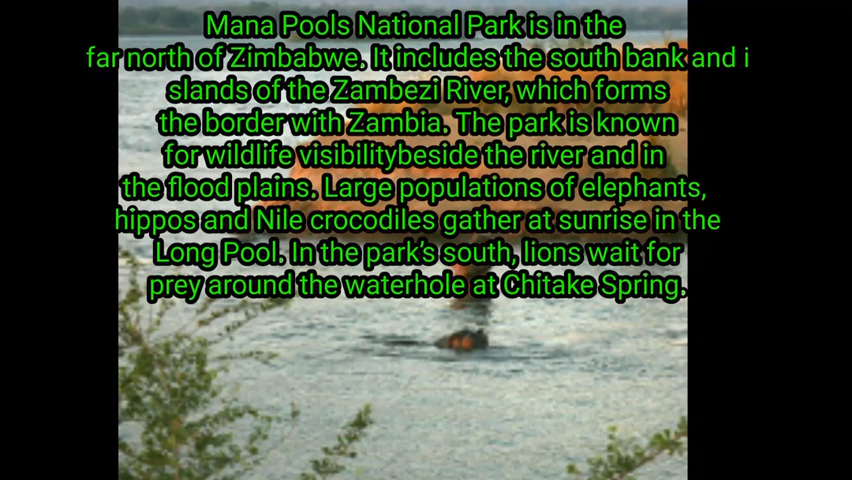 Mana Pools National Park is in the
far north of Zimbabwe. It includes the south bank and i
slands of the Zambezi River, which forms
the border with Zambia. The park is known
for wildlife visibilitybeside the river and in
the flood plains. Large populations of elephants,
hippos and Nile crocodiles gather at sunrise in the
Long Pool. In the park’s south, lions wait for
prey around the waterhole at Chitake Spring.